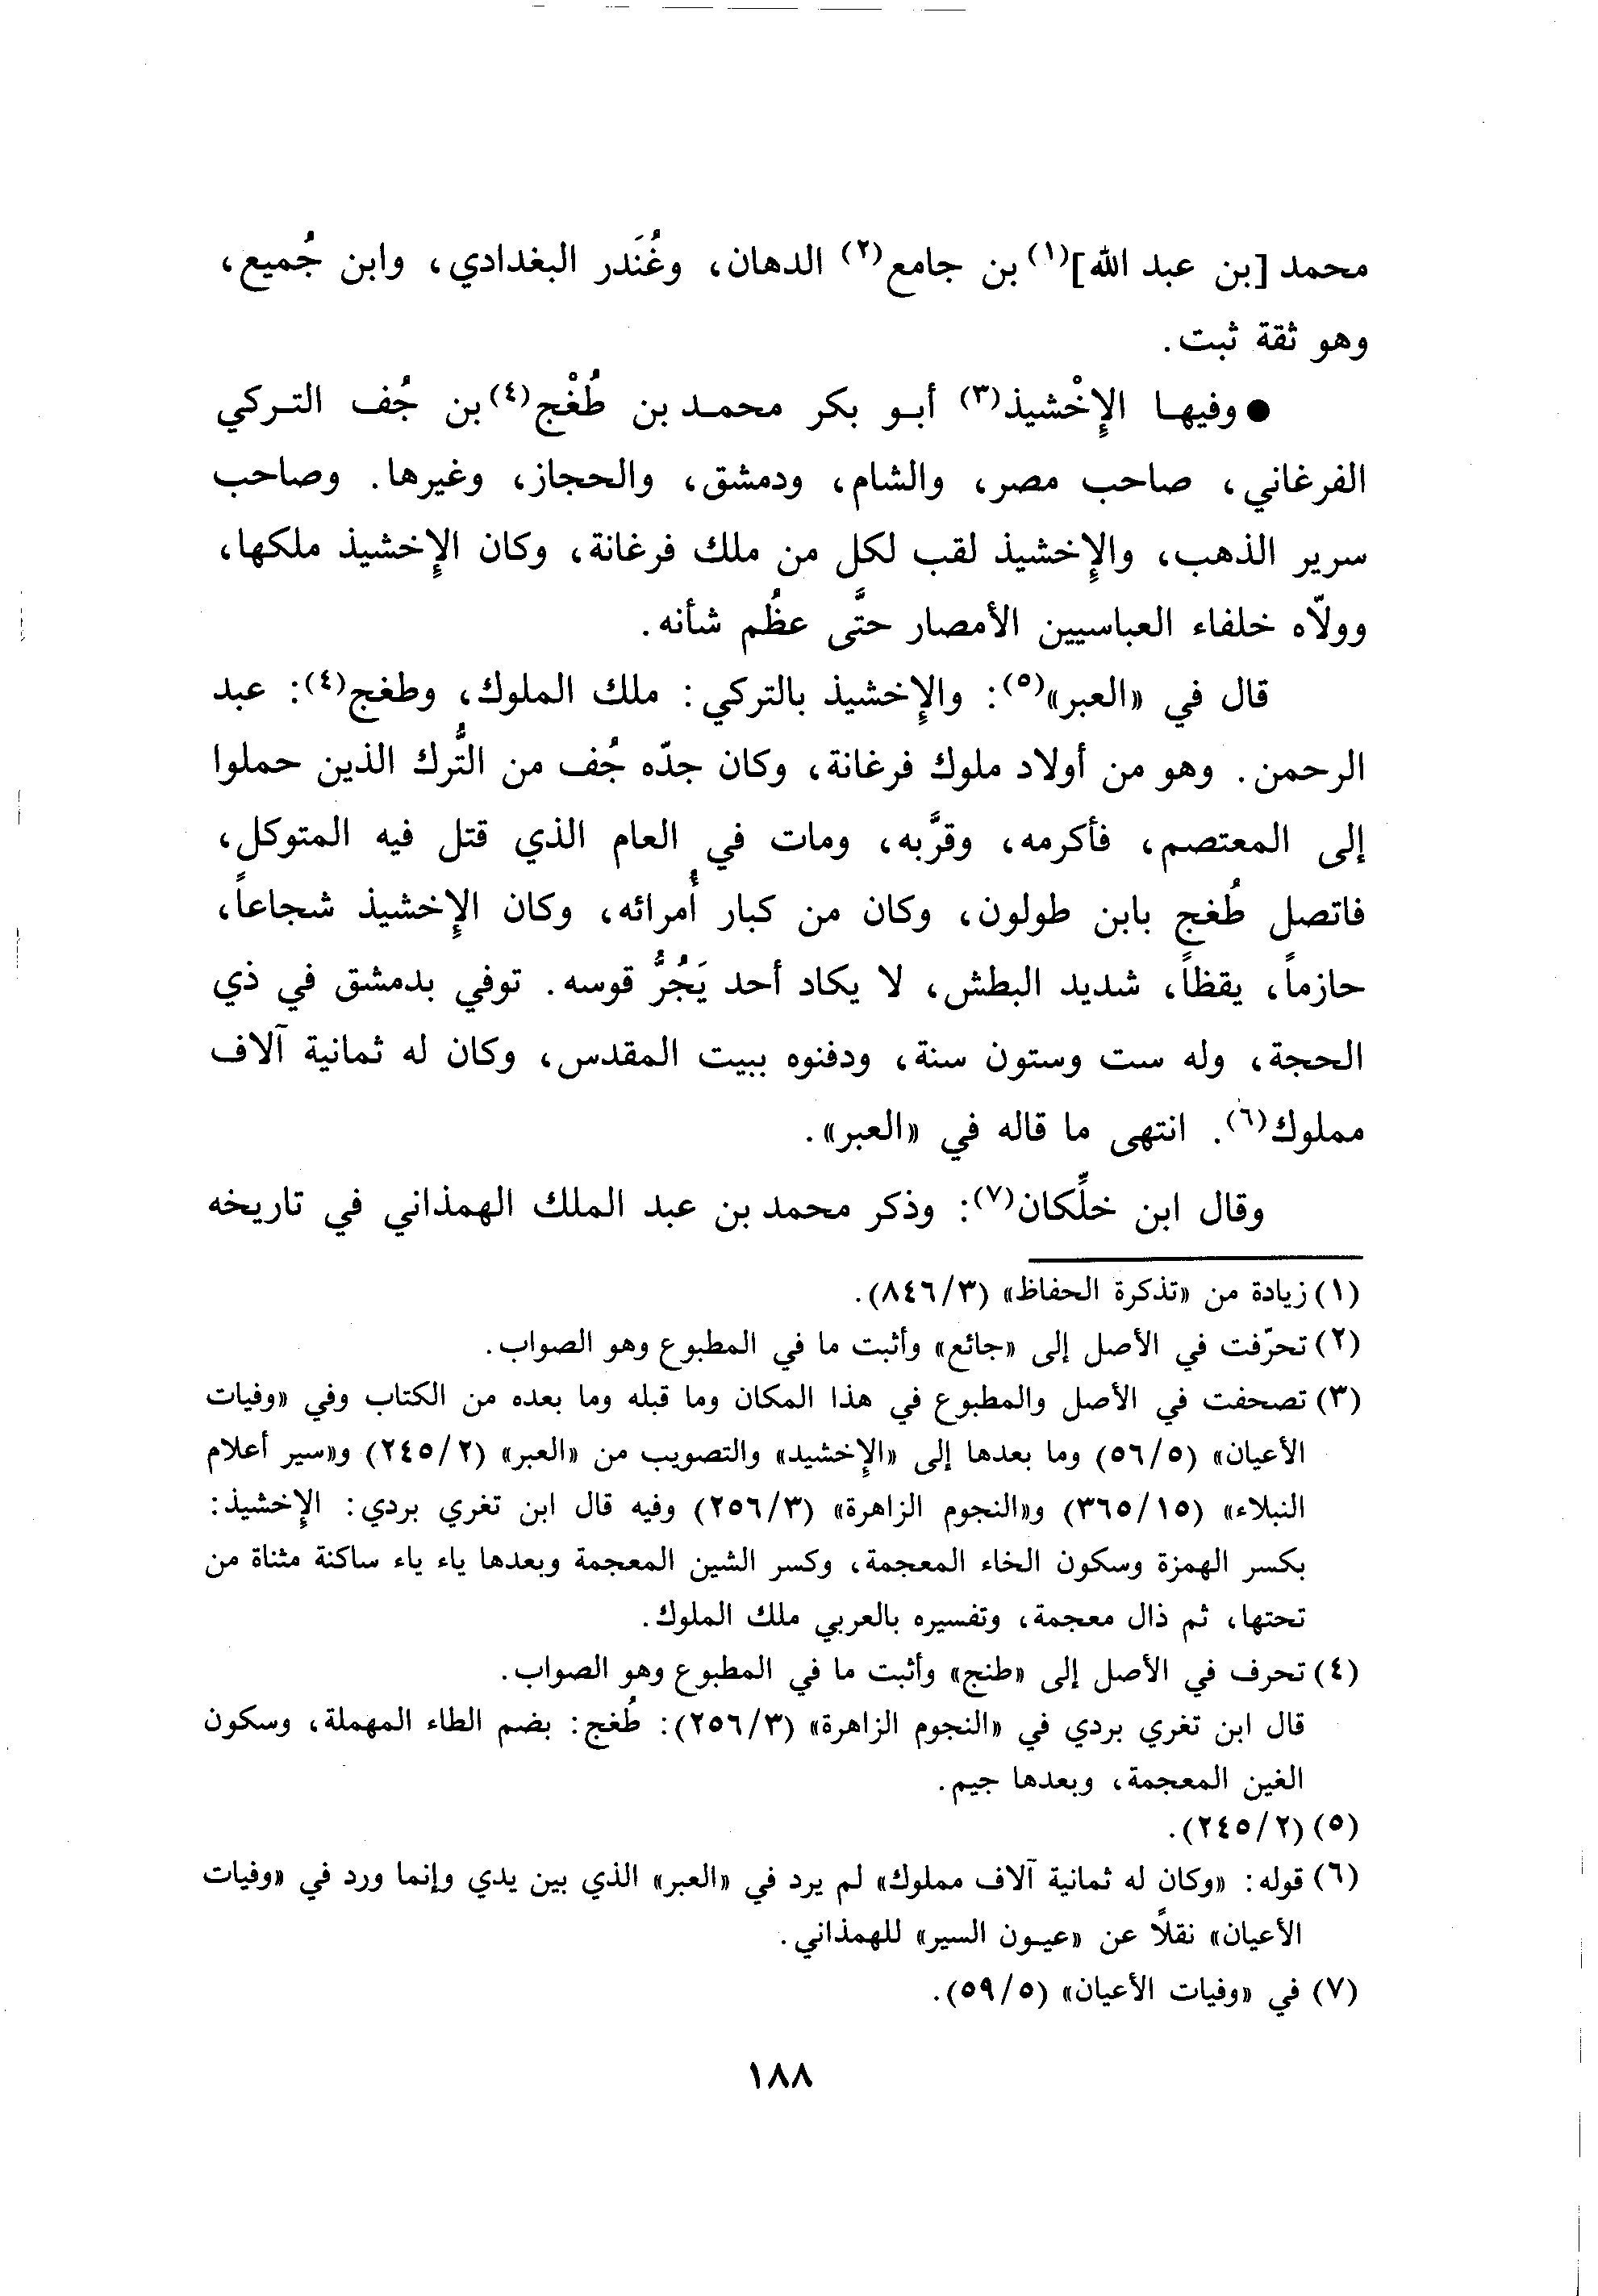 محمد [بن عبد الله](١) بن جامع(٢) الدهان، وغُنَدر البغدادي، وابن جُميع،
وهو ثقة ثبت.
● وفيها الإِخْشيذ(٣) أبو بكر محمد بن طُغْج(٤) بن جُف التركي
الفرغاني، صاحب مصر، والشام، ودمشق، والحجاز، وغيرها. وصاحب
سرير الذهب، والإِخشيذ لقب لكل من ملك فرغانة، وكان الإِخشيذ ملكها،
وولّاه خلفاء العباسيين الأمصار حتَّى عظُم شأنه.
قال في «العبر»(٥): والإِخشيذ بالتركي: ملك الملوك، وطغج(٤): عبد
الرحمن. وهو من أولاد ملوك فرغانة، وكان جدّه جُف من التُّرك الذين حملوا
إلى المعتصم، فأكرمه، وقرَّبه، ومات في العام الذي قتل فيه المتوكل،
فاتصل طُغج بابن طولون، وكان من كبار أُمرائه، وكان الإِخشيذ شجاعاً،
حازماً، يقظاً، شديد البطش، لا يكاد أحد يَجُرُّ قوسه. توفي بدمشق في ذي
الحجة، وله ست وستون سنة، ودفنوه ببيت المقدس، وكان له ثمانية آلاف
مملوك(٦). انتهى ما قاله في «العبر».
وقال ابن خلِّكان(٧): وذكر محمد بن عبد الملك الهمذاني في تاريخه
(١) زيادة من «تذكرة الحفاظ» (٨٤٦/٣).
(٢) تحرّفت في الأصل إلى «جائع» وأثبت ما في المطبوع وهو الصواب.
(٣) تصحفت في الأصل والمطبوع في هذا المكان وما قبله وما بعده من الكتاب وفي «وفيات
الأعيان» (٥٦/٥) وما بعدها إلى «الإِخشيد» والتصويب من «العبر» (٢٤٥/٢) و«سير أعلام
النبلاء» (٣٦٥/١٥) و«النجوم الزاهرة» (٢٥٦/٣) وفيه قال ابن تغري بردي: الإِخشيذ:
بكسر الهمزة وسكون الخاء المعجمة، وكسر الشين المعجمة وبعدها ياء ياء ساكنة مثناة من
تحتها، ثم ذال معجمة، وتفسيره بالعربي ملك الملوك.
(٤) تحرف في الأصل إلى «طنج» وأثبت ما في المطبوع وهو الصواب.
قال ابن تغري بردي في «النجوم الزاهرة» (٢٥٦/٣): طُغج: بضم الطاء المهملة، وسكون
الغين المعجمة، وبعدها جيم.
(٥) (٢٤٥/٢).
(٦) قوله: «وكان له ثمانية آلاف مملوك» لم يرد في «العبر» الذي بين يدي وإنما ورد في «وفيات
الأعيان» نقلًا عن «عيون السير» للهمذاني.
(٧) في «وفيات الأعيان» (٥٩/٥).
١٨٨